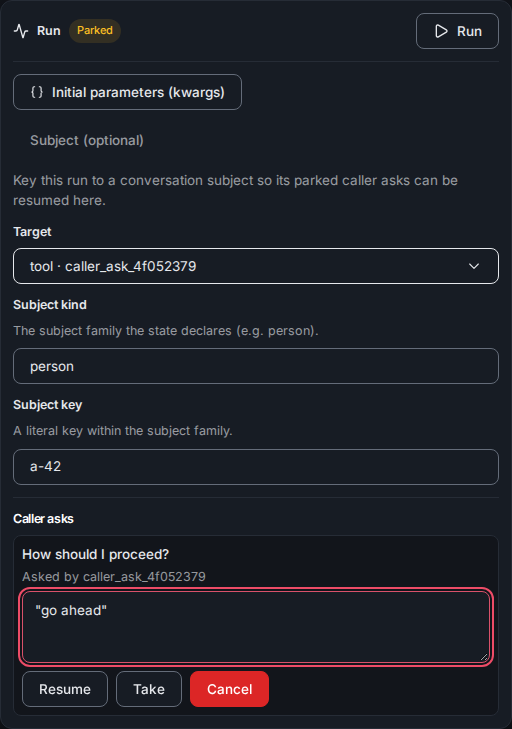 Run Parked Run
{} Initial parameters (kwargs)
Subject (optional)
Key this run to a conversation subject so its parked caller asks can be
resumed here.
Target
tool · caller_ask_4f052379
Subject kind
The subject family the state declares (e.g. person).
person
Subject key
A literal key within the subject family.
a-42
Caller asks
How should I proceed?
Asked by caller_ask_4f052379
"go ahead"
Resume Take Cancel